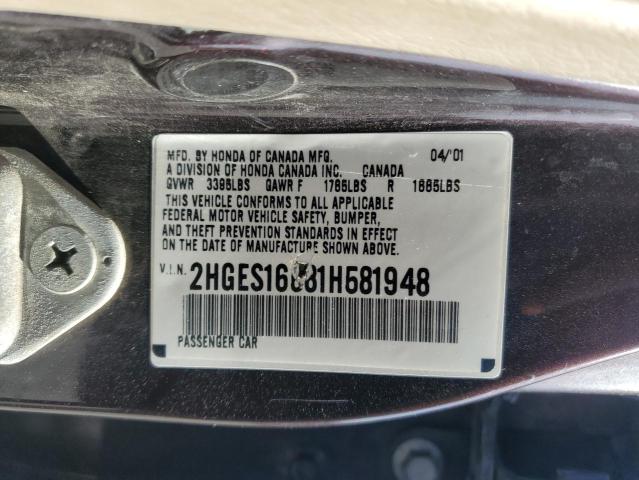 MFD. BY HONDA OF CANADA MFG. 04/'01
A DIVISION OF HONDA CANADA INC. CANADA
GVWR 3395LBS GAWR F 1765LBS R 1665LBS
THIS VEHICLE CONFORMS TO ALL APPLICABLE
FEDERAL MOTOR VEHICLE SAFETY, BUMPER,
AND THEFT PREVENTION STANDARDS IN EFFECT
ON THE DATE OF MANUFACTURE SHOWN ABOVE.
V.I.N.
PASSENGER CAR